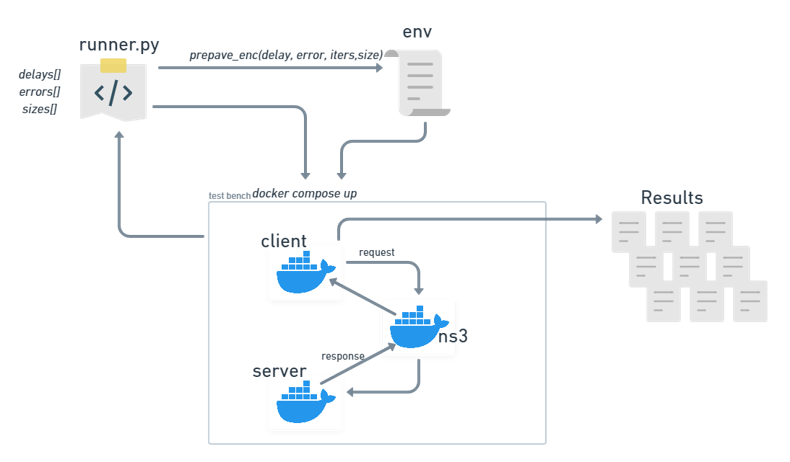 runner.py
env
prepave_enc(delay, error, iters,size)
delays[]
errors[]
sizes[]
</>
test bench docker compose up
Results
client
request
ns3
response
server